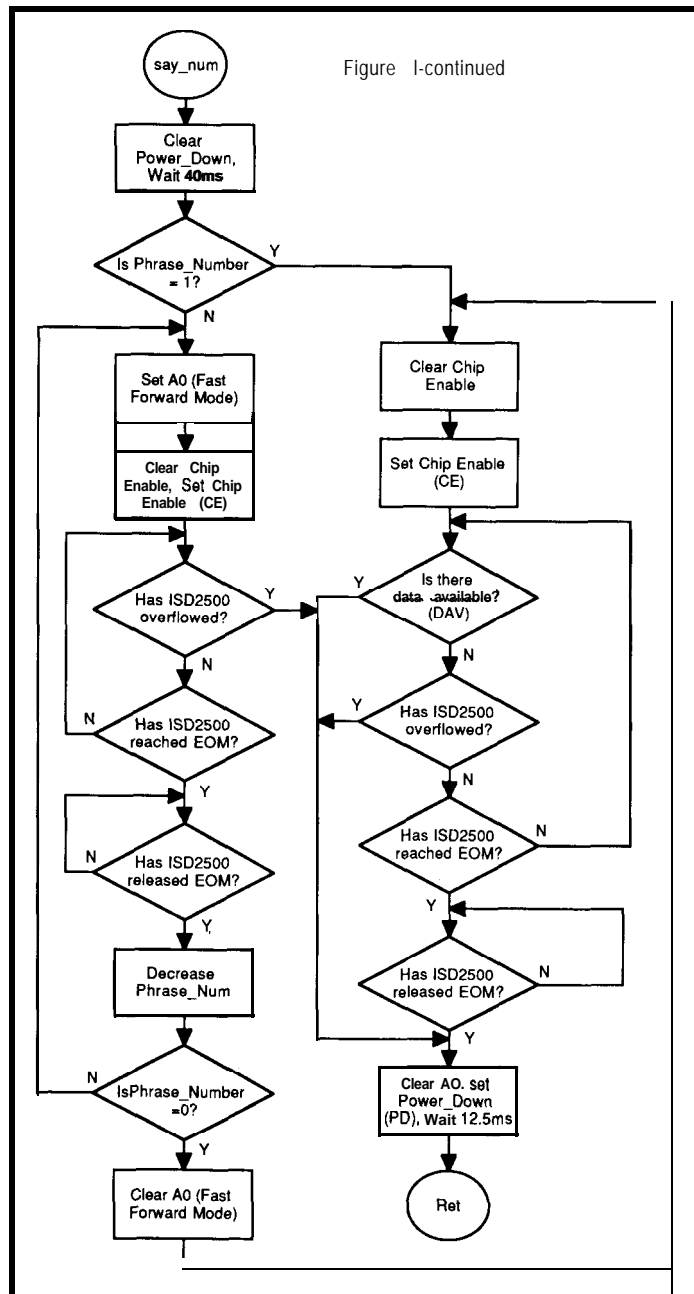 say_num
Figure I-continued
Clear
Power_Down,
Wait 40ms
Is Phrase_Number
= 1?
Y
N
Set A0 (Fast
Forward Mode)
Clear Chip
Enable, Set Chip
Enable (CE)
Has ISD2500
overflowed?
Y
N
Has ISD2500
reached EOM?
N
Y
Has ISD2500
released EOM?
N
Y
Decrease
Phrase_Num
IsPhrase_Number
=0?
N
Y
Clear A0 (Fast
Forward Mode)
Clear Chip
Enable
Set Chip Enable
(CE)
Is there
data available?
(DAV)
Y
N
Has ISD2500
overflowed?
Y
N
Has ISD2500
reached EOM?
N
Y
Has ISD2500
released EOM?
N
Y
Clear AO. set
Power_Down
(PD), Wait 12.5ms
Ret